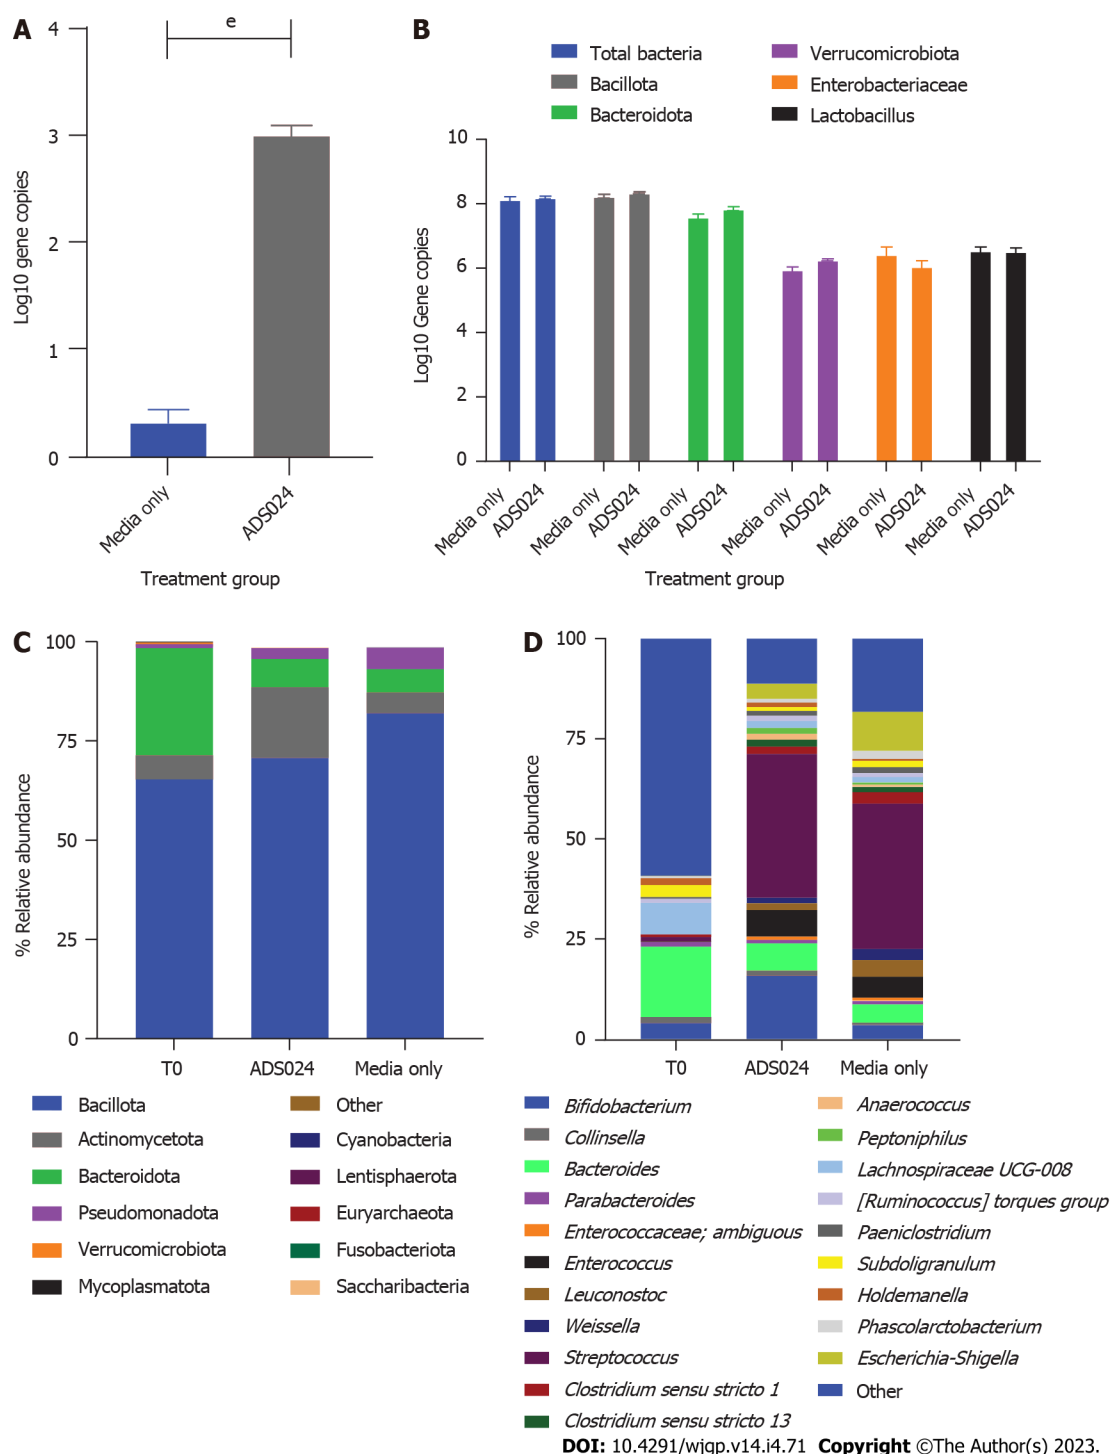 A
e
4
3
2
1
0
Log10 gene copies
Media only
ADS024
Treatment group
B
Total bacteria
Bacillota
Bacteroidota
Verrucomicrobiota
Enterobacteriaceae
Lactobacillus
10
8
6
4
2
0
Log10 Gene copies
Media only
ADS024
Media only
ADS024
Media only
ADS024
Media only
ADS024
Media only
ADS024
Media only
ADS024
Treatment group
C
100
75
50
25
0
% Relative abundance
T0
ADS024
Media only
Bacillota
Actinomycetota
Bacteroidota
Pseudomonadota
Verrucomicrobiota
Mycoplasmatota
Other
Cyanobacteria
Lentisphaerota
Euryarchaeota
Fusobacteriota
Saccharibacteria
D
100
75
50
25
0
% Relative abundance
T0
ADS024
Media only
Bifidobacterium
Collinsella
Bacteroides
Parabacteroides
Enterococcaceae; ambiguous
Enterococcus
Leuconostoc
Weissella
Streptococcus
Clostridium sensu stricto 1
Clostridium sensu stricto 13
Anaerococcus
Peptoniphilus
Lachnospiraceae UCG-008
[Ruminococcus] torques group
Paeniclostridium
Subdoligranulum
Holdemanella
Phascolarctobacterium
Escherichia-Shigella
Other
DOI: 10.4291/wjgp.v14.i4.71 Copyright ©The Author(s) 2023.